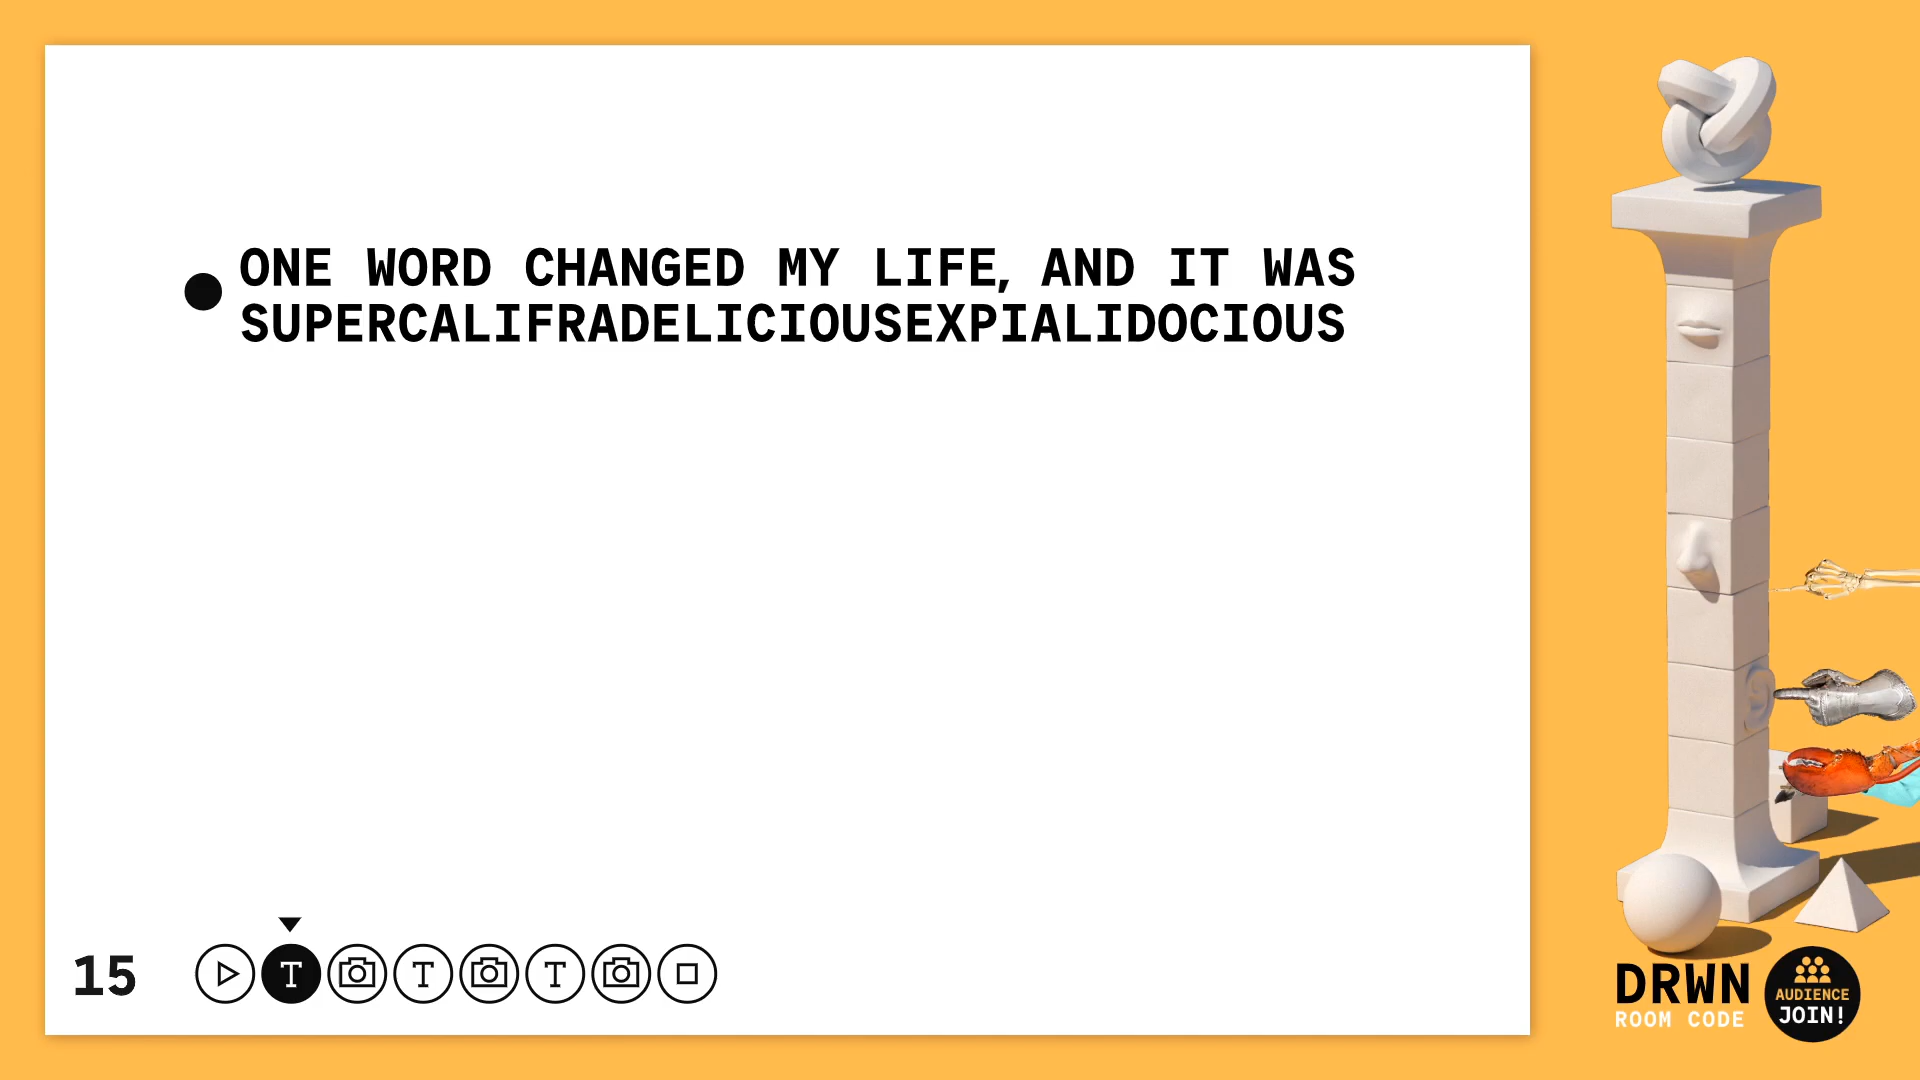 ONE WORD CHANGED MY LIFE, AND IT WAS
SUPERCALIFRADELICIOUSEXPIALIDOCIOUS
15
T
T
T
DRWN
ROOM CODE
AUDIENCE
JOIN!